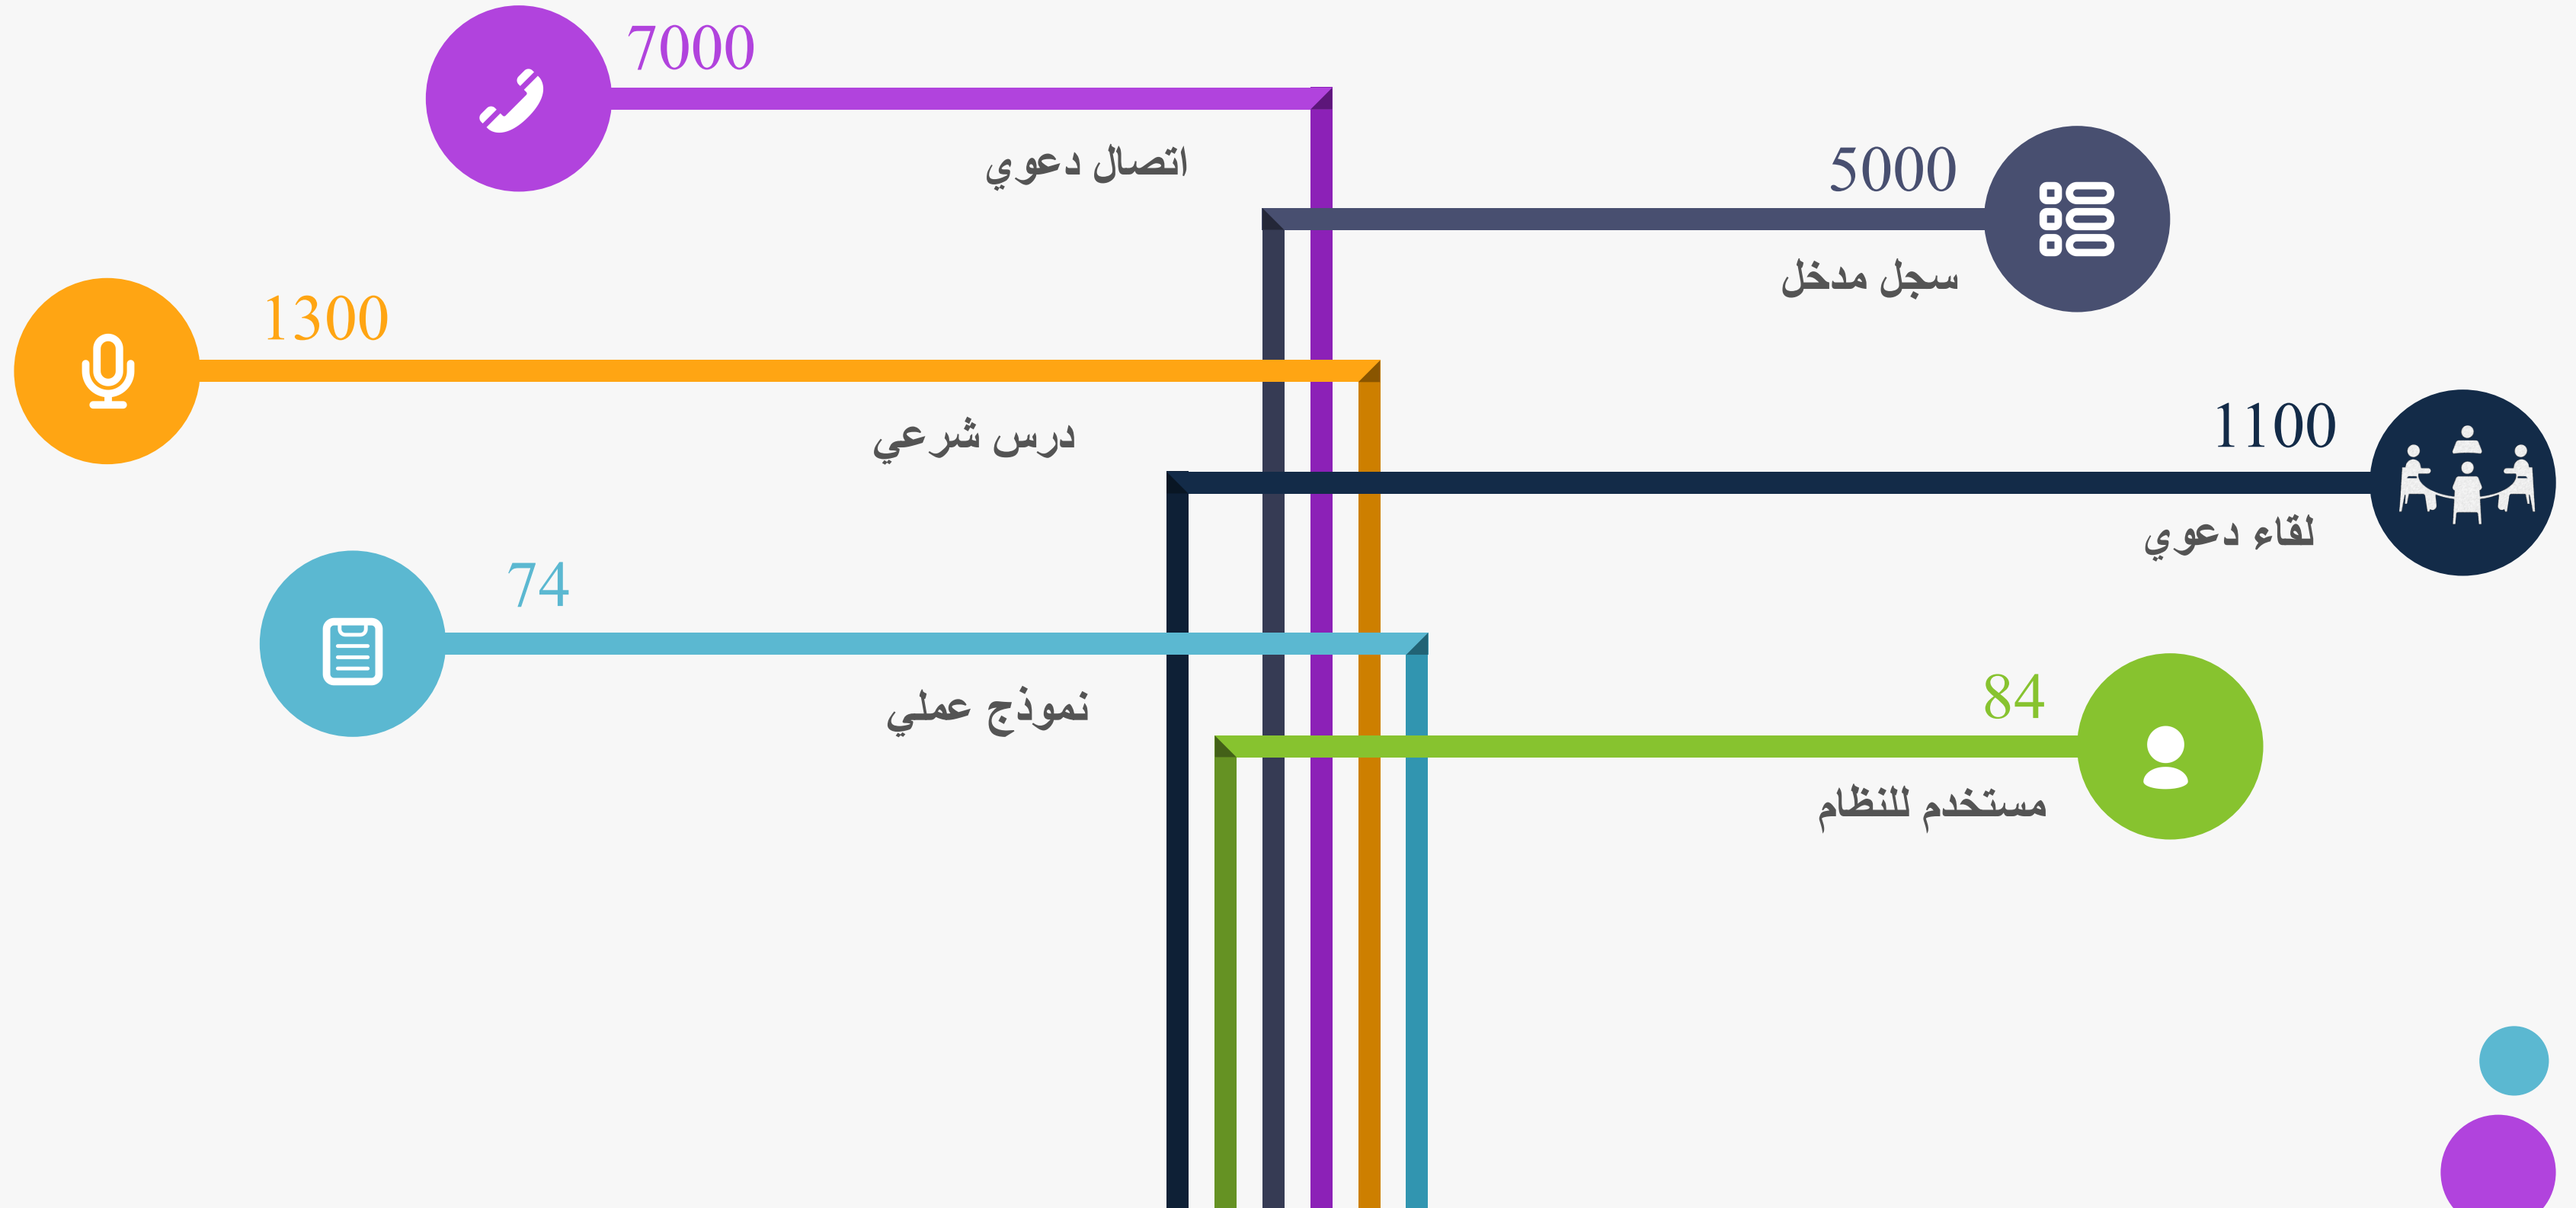 7000
اتصال دعوي
5000
سجل مدخل
1300
درس شرعي
1100
لقاء دعوي
74
نموذج عملي
84
مستخدم للنظام